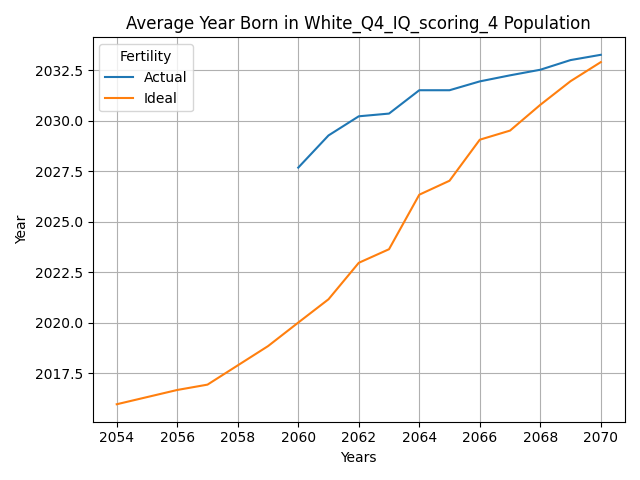 Average Year Born in White_Q4_IQ_scoring_4 Population
Fertility
Actual
Ideal
2032.5
2030.0
2027.5
2025.0
2022.5
2020.0
2017.5
Year
2054 2056 2058 2060 2062 2064 2066 2068 2070
Years